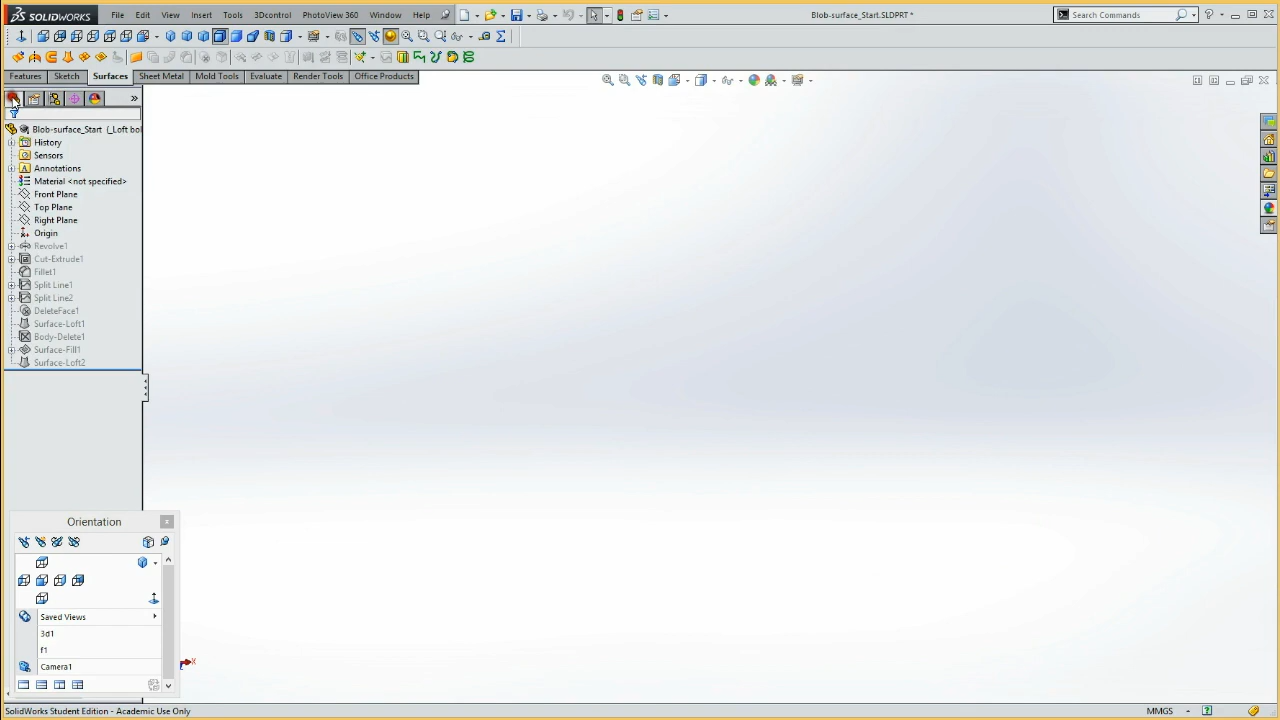 SOLIDWORKS File Edit View Insert Tools 3Dcontrol PhotoView 360 Window Help Blob-surface_Start.SLDPRT * Search Commands
Features Sketch Surfaces Sheet Metal Mold Tools Evaluate Render Tools Office Products
Blob-surface_Start (_Loft bo
History
Sensors
Annotations
Material <not specified>
Front Plane
Top Plane
Right Plane
Origin
Revolve1
Cut-Extrude1
Fillet1
Split Line1
Split Line2
DeleteFace1
Surface-Loft1
Body-Delete1
Surface-Fill1
Surface-Loft2
Orientation
Saved Views
3d1
f1
Camera1
X
SolidWorks Student Edition - Academic Use Only MMGS -